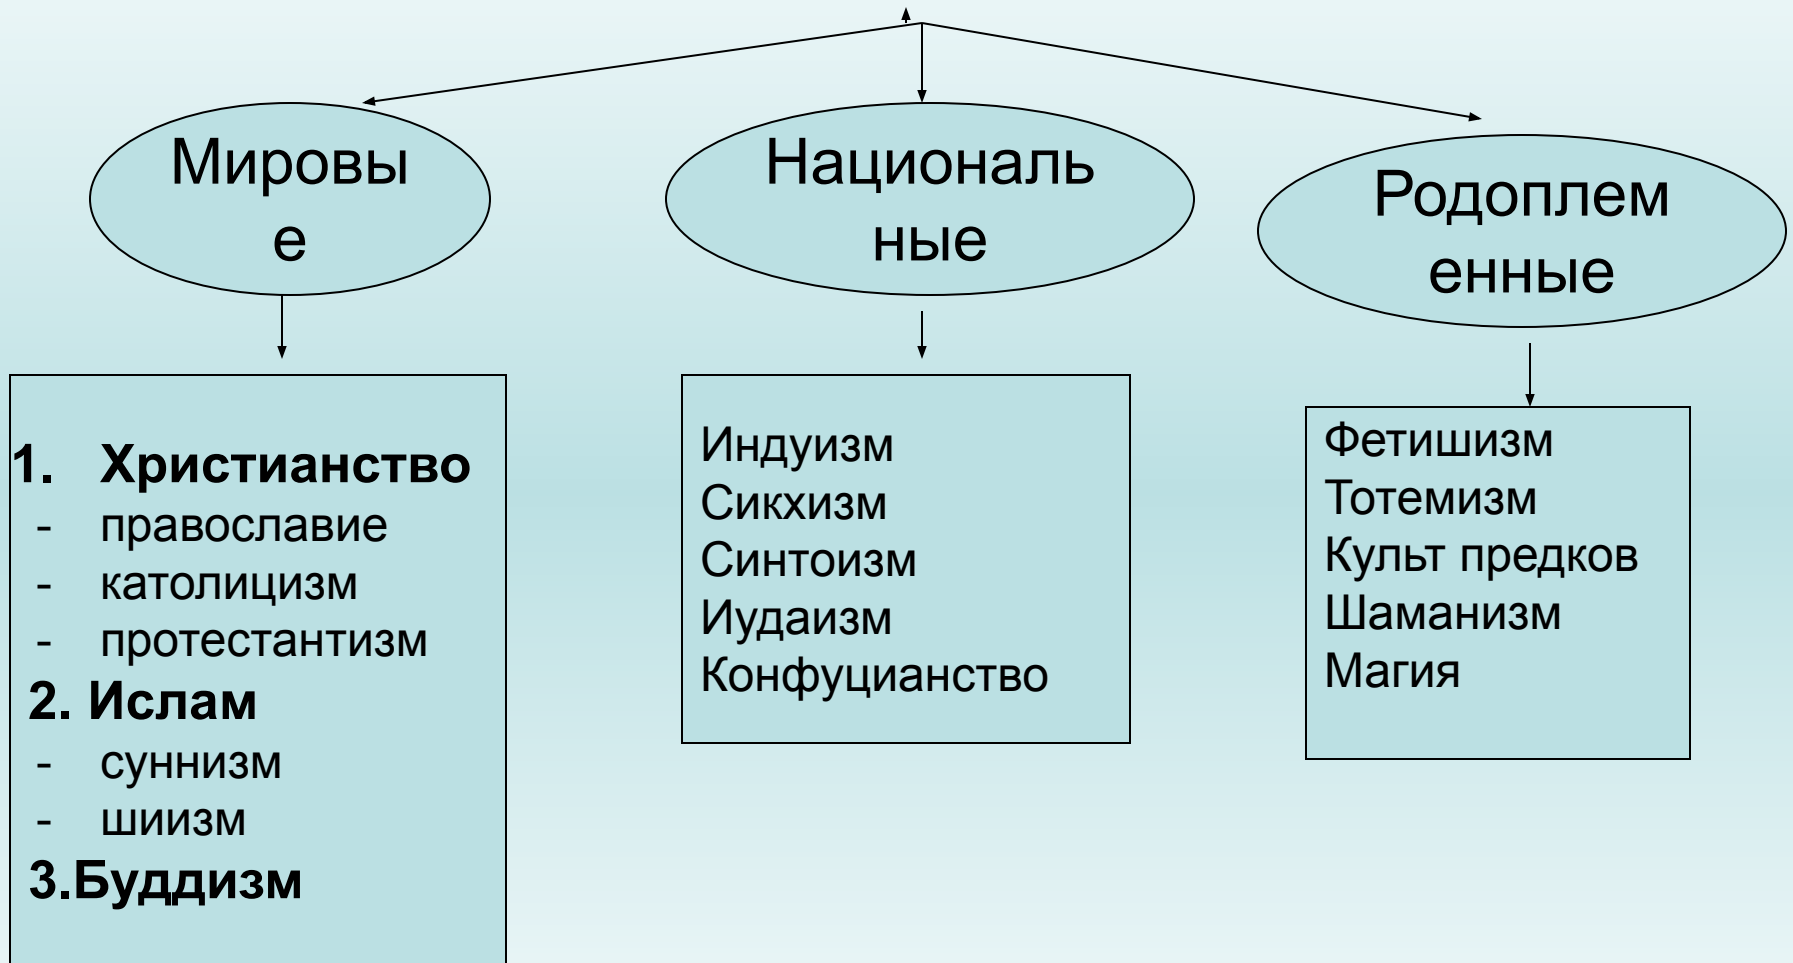 Мировы
е
Националь
ные
Родоплем
енные
1. Христианство
- православие
- католицизм
- протестантизм
2. Ислам
- суннизм
- шиизм
3.Буддизм
Индуизм
Сикхизм
Синтоизм
Иудаизм
Конфуцианство
Фетишизм
Тотемизм
Культ предков
Шаманизм
Магия